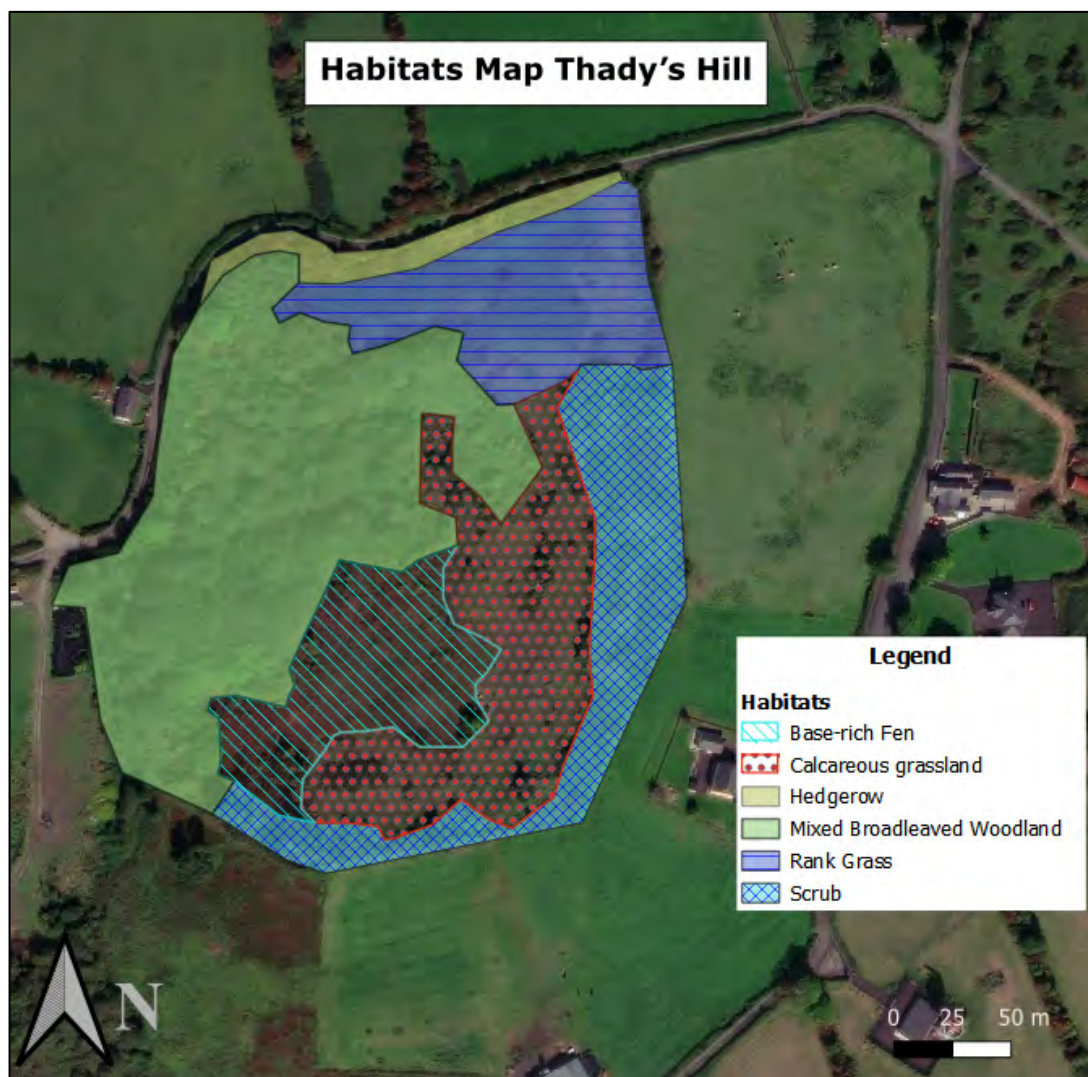 Habitats Map Thady's Hill
Legend
Habitats
Base-rich Fen
Calcareous grassland
Hedgerow
Mixed Broadleaved Woodland
Rank Grass
Scrub
N
0 25 50 m